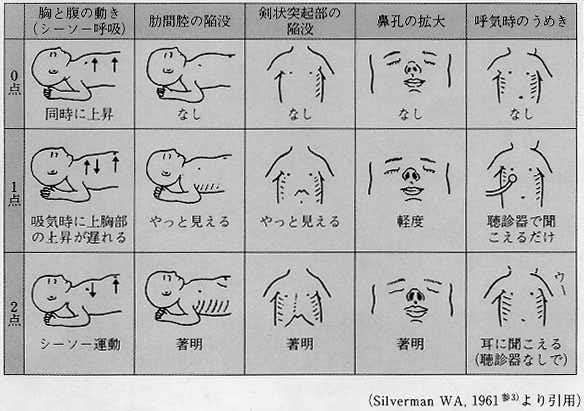 胸と腹の動き
(シーソー呼吸)
肋間腔の陥没
剣状突起部の
陥没
鼻孔の拡大
呼気時のうめき
0点
同時に上昇
なし
なし
なし
なし
1点
吸気時に上胸部
の上昇が遅れる
やっと見える
やっと見える
軽度
聴診器で聞
こえるだけ
2点
シーソー運動
著明
著明
著明
ウー
耳に聞こえる
(聴診器なしで)
(Silverman WA, 1961参3)より引用)